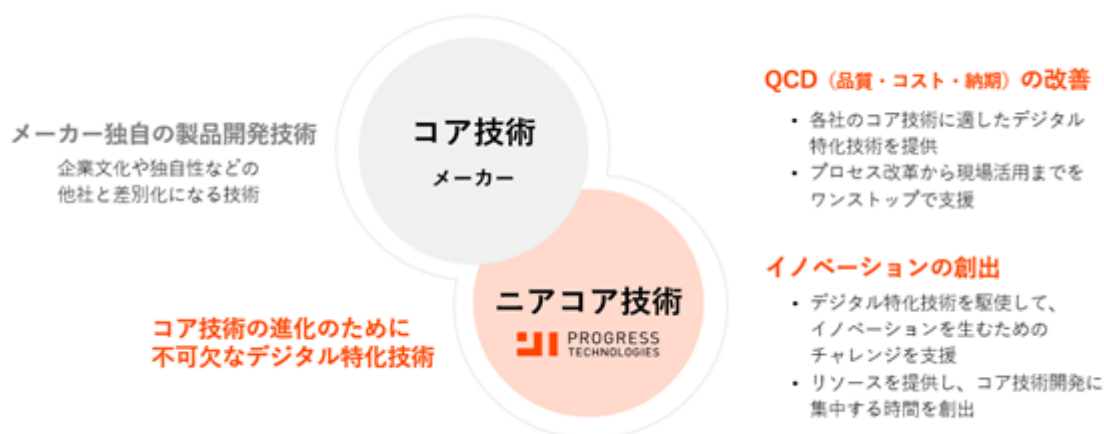 メーカー独自の製品開発技術
企業文化や独自性などの
他社と差別化になる技術
コア技術
メーカー
ニアコア技術
PROGRESS
TECHNOLOGIES
コア技術の進化のために
不可欠なデジタル特化技術
QCD（品質・コスト・納期）の改善
• 各社のコア技術に適したデジタル
特化技術を提供
• プロセス改革から現場活用までを
ワンストップで支援
イノベーションの創出
• デジタル特化技術を駆使して、
イノベーションを生むための
チャレンジを支援
• リソースを提供し、コア技術開発に
集中する時間を創出